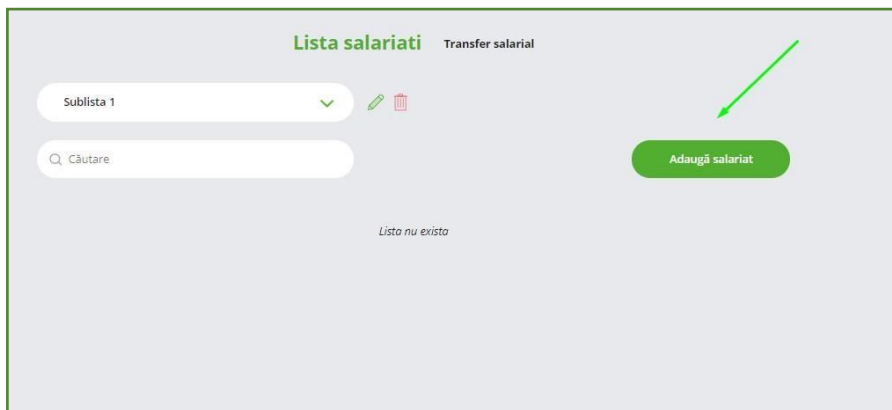 Lista salariati Transfer salarial
Sublista 1
Căutare
Adaugă salariat
Lista nu exista